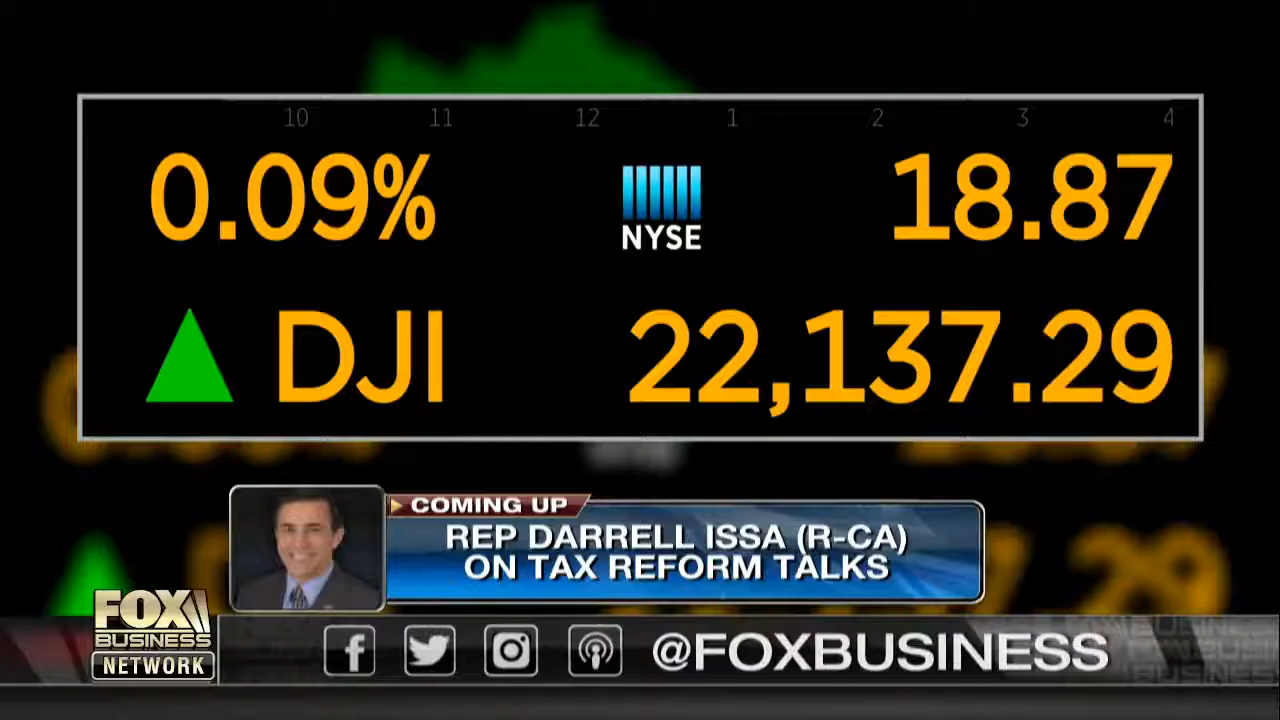 10 11 12 1 2 3 4
0.09% NYSE 18.87
DJI 22,137.29
COMING UP
REP DARRELL ISSA (R-CA)
ON TAX REFORM TALKS
FOX
BUSINESS
NETWORK
@FOXBUSINESS